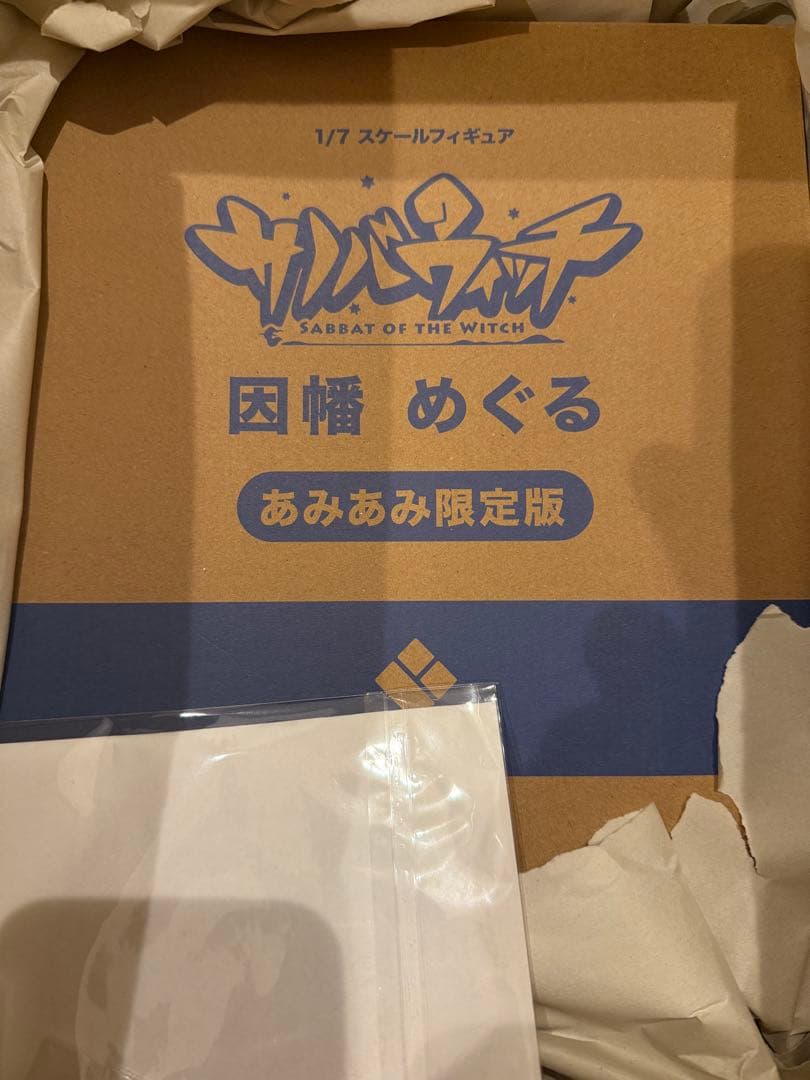 1/7 スケールフィギュア
サノバウィッチ
SABBAT OF THE WITCH
因幡 めぐる
あみあみ限定版